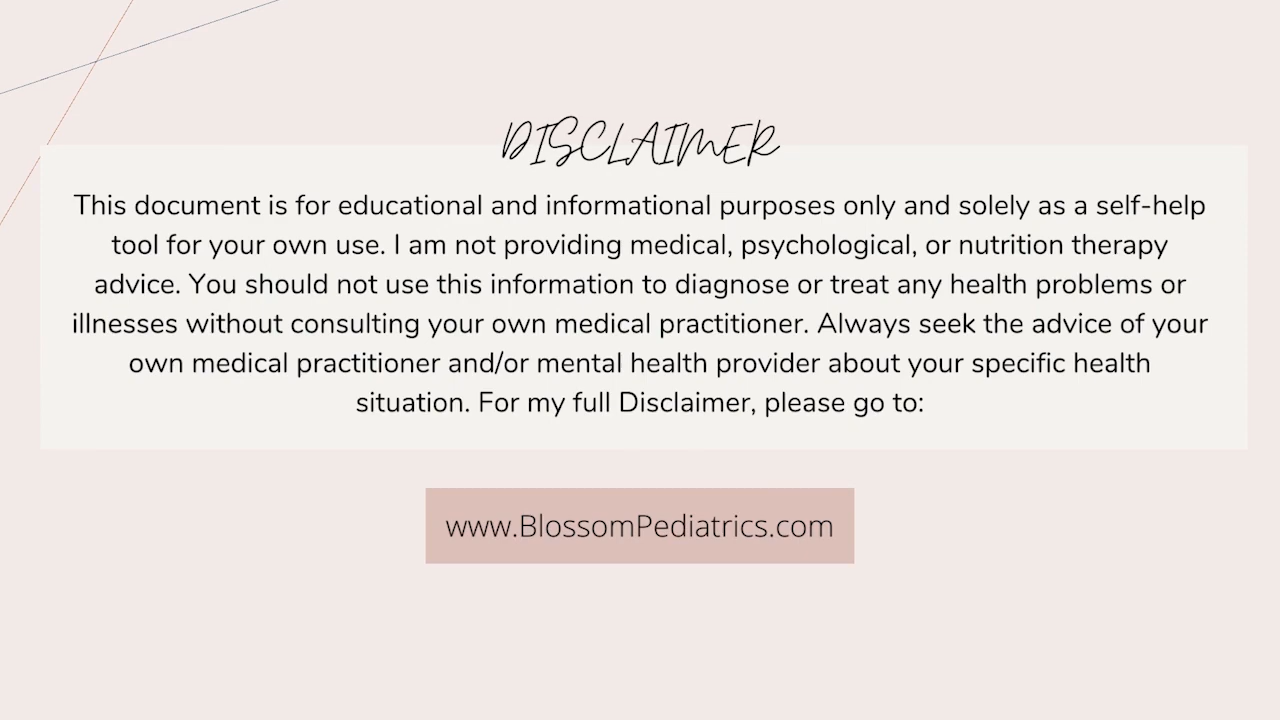 DISCLAIMER
This document is for educational and informational purposes only and solely as a self-help
tool for your own use. I am not providing medical, psychological, or nutrition therapy
advice. You should not use this information to diagnose or treat any health problems or
illnesses without consulting your own medical practitioner. Always seek the advice of your
own medical practitioner and/or mental health provider about your specific health
situation. For my full Disclaimer, please go to:
www.BlossomPediatrics.com